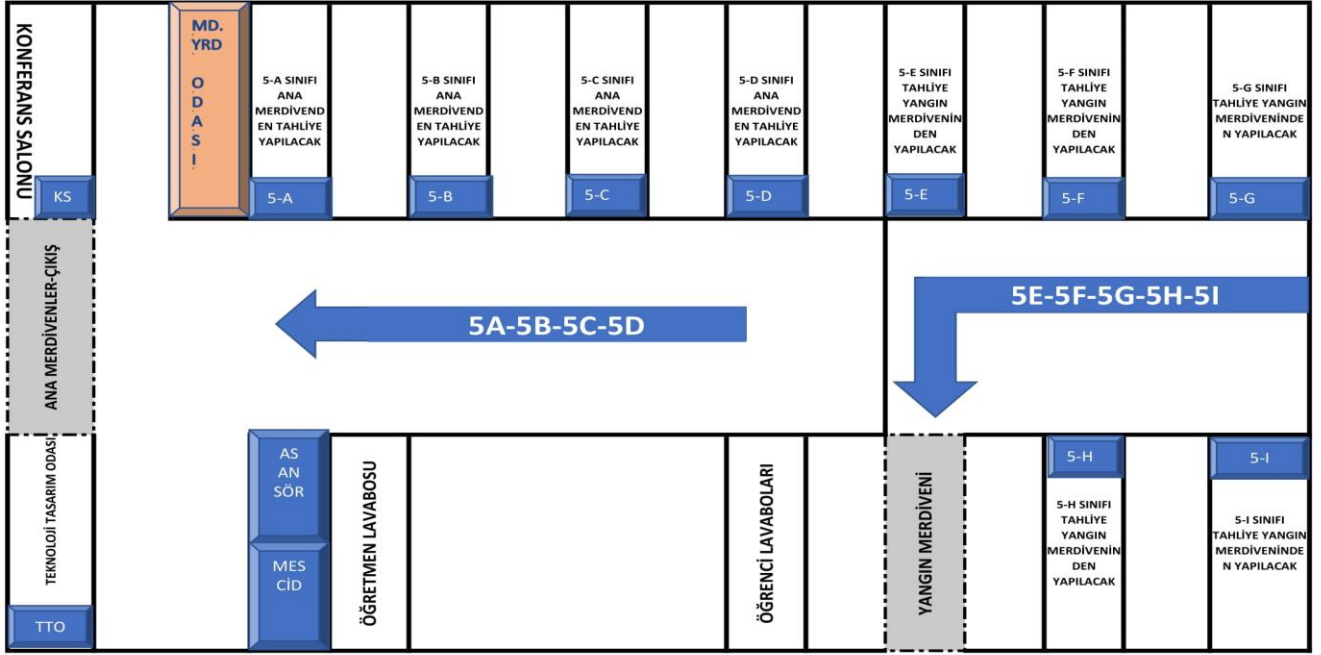 KONFERANS SALONU
KS
MD.
YRD
O
D
A
S
I
5-A SINIFI
ANA
MERDİVEND
EN TAHLİYE
YAPILACAK
5-A
5-B SINIFI
ANA
MERDİVEND
EN TAHLİYE
YAPILACAK
5-B
5-C SINIFI
ANA
MERDİVEND
EN TAHLİYE
YAPILACAK
5-C
5-D SINIFI
ANA
MERDİVEND
EN TAHLİYE
YAPILACAK
5-D
5-E SINIFI
TAHLİYE
YANGIN
MERDİVENİN
DEN
YAPILACAK
5-E
5-F SINIFI
TAHLİYE
YANGIN
MERDİVENİN
DEN
YAPILACAK
5-F
5-G SINIFI
TAHLİYE YANGIN
MERDİVENİNDE
N YAPILACAK
5-G
ANA MERDİVENLER-ÇIKIŞ
5A-5B-5C-5D
5E-5F-5G-5H-5I
TEKNOLOJİ TASARIM ODASI
TTO
AS
AN
SÖR
MES
CİD
ÖĞRETMEN LAVABOSU
ÖĞRENCİ LAVABOLARI
YANGIN MERDİVENİ
5-H
5-H SINIFI
TAHLİYE
YANGIN
MERDİVENİN
DEN
YAPILACAK
5-I
5-I SINIFI
TAHLİYE YANGIN
MERDİVENİNDE
N YAPILACAK